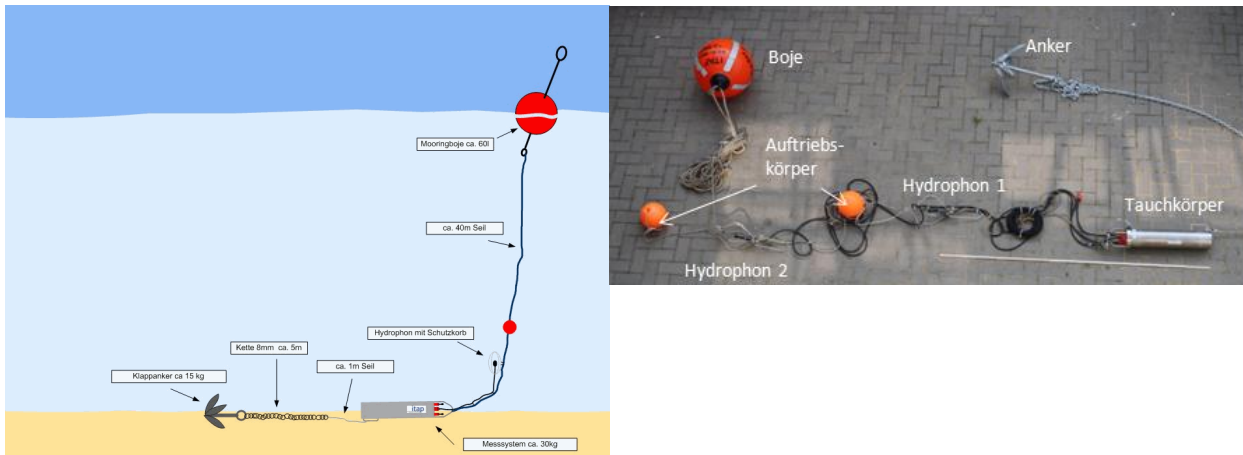 Mooringboje ca. 60l
ca. 40m Seil
Hydrophon mit Schutzkorb
Kette 8mm ca. 5m
ca. 1m Seil
Klappanker ca 15 kg
itap
Messsystem ca. 30kg
Boje
Anker
Auftriebs-
körper
Hydrophon 1
Tauchkörper
Hydrophon 2